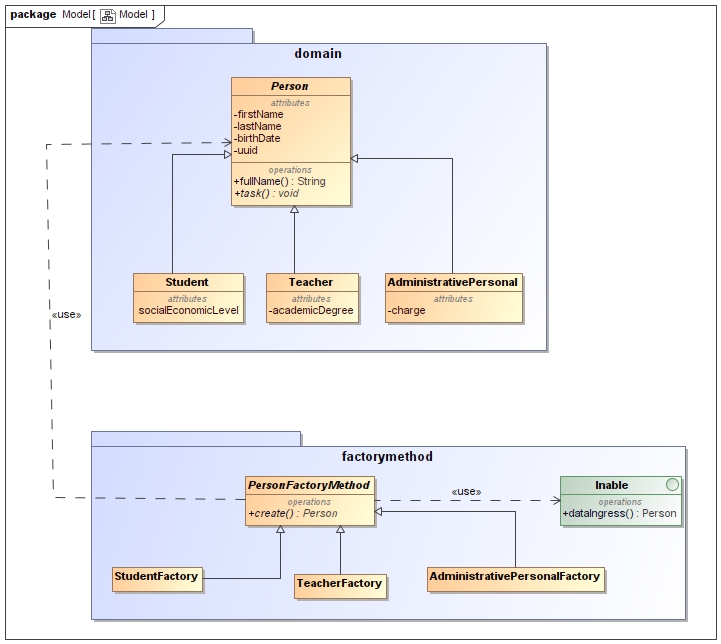 package Model [ Model ]
domain
Person
attributes
-firstName
-lastName
-birthDate
-uuid
operations
+fullName() : String
+task() : void
Student
attributes
socialEconomicLevel
Teacher
attributes
-academicDegree
AdministrativePersonal
attributes
-charge
«use»
factorymethod
PersonFactoryMethod
operations
+create() : Person
«use»
Inable
operations
+dataIngress() : Person
StudentFactory
TeacherFactory
AdministrativePersonalFactory